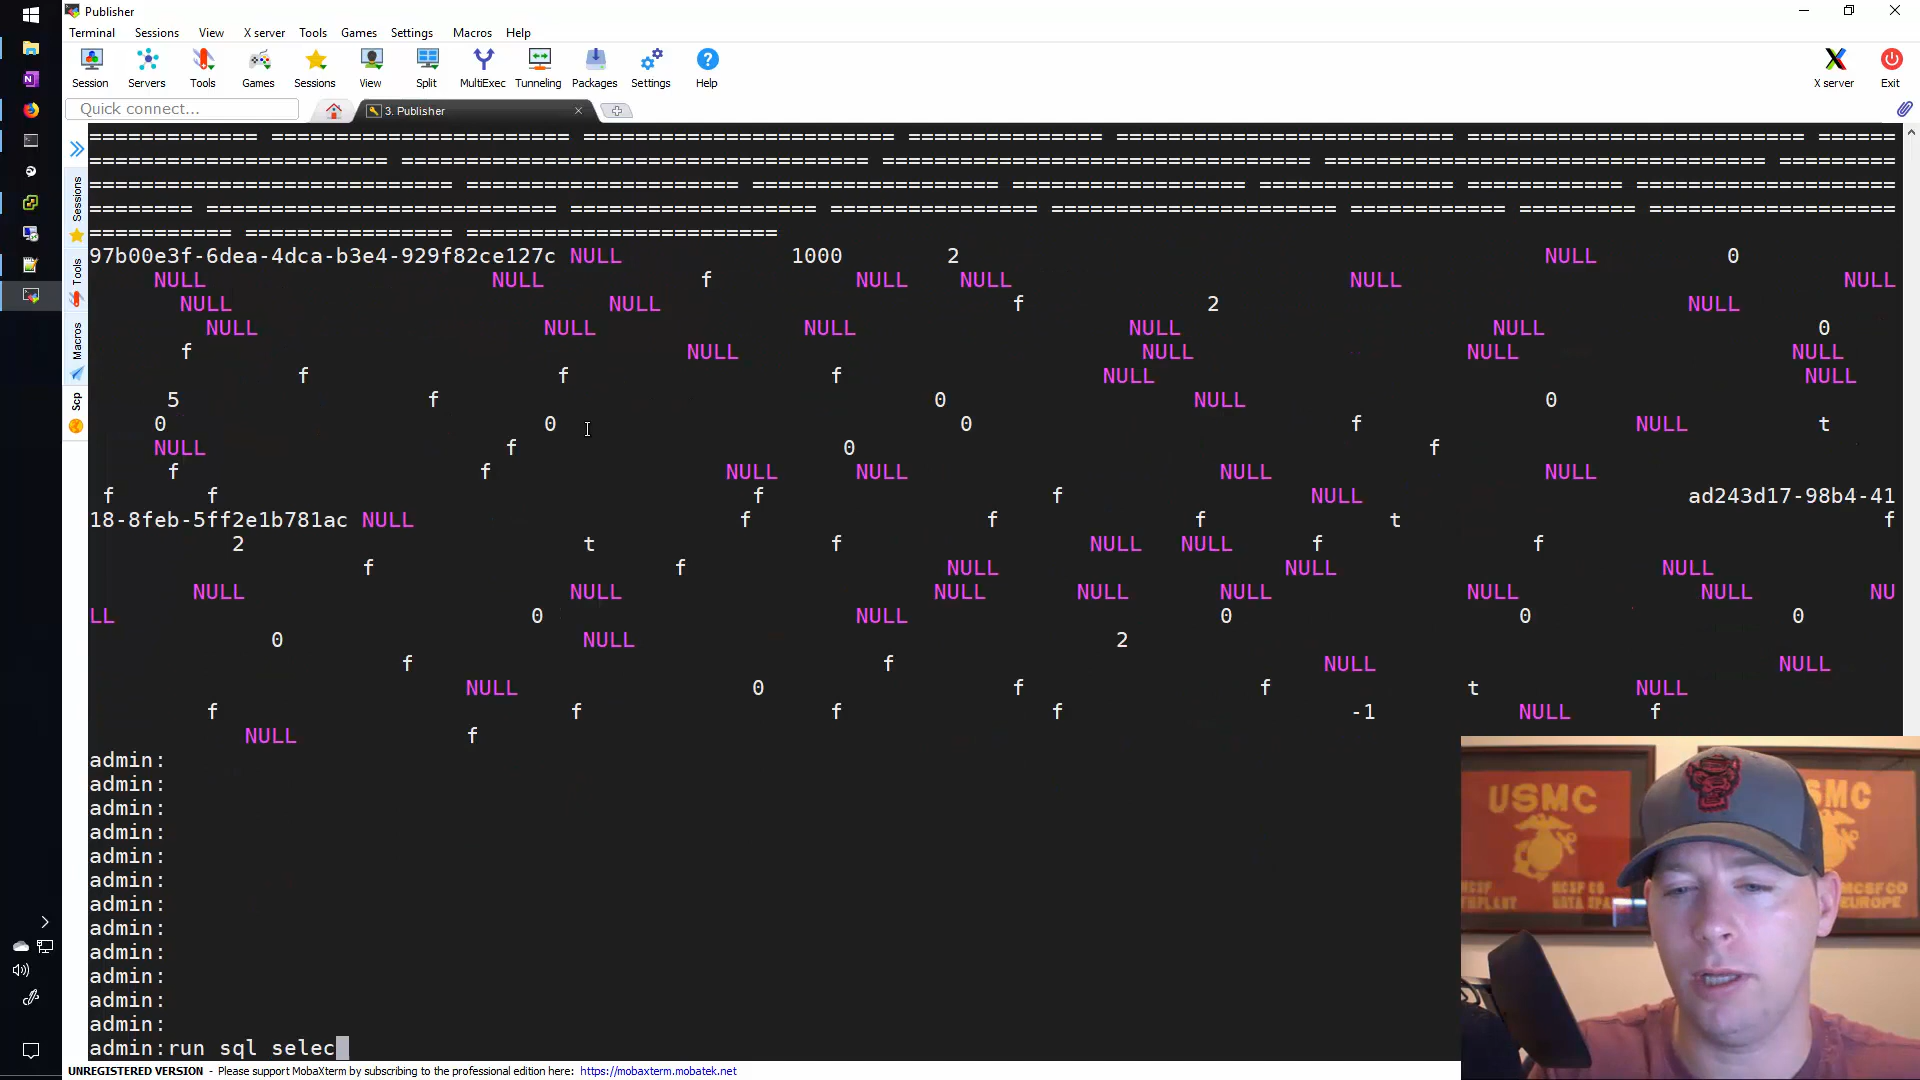 Publisher
Terminal Sessions View X server Tools Games Settings Macros Help
Session Servers Tools Games Sessions View Split MultiExec Tunneling Packages Settings Help X server Exit
Quick connect... 3. Publisher
Sessions
Tools
Macros
Scp
============= ======================= ======================== =============== ========================== ========================= ======
======================= ==================================== ================================= ================================== =========
============================ ===================== =================== ================== =============== ============ ====================
======== =========================== =================== ================ ====================== ============ ========= ===================
=========== ================ ========================
97b00e3f-6dea-4dca-b3e4-929f82ce127c NULL 1000 2 NULL 0
NULL NULL f NULL NULL NULL NULL
NULL NULL f 2 NULL
NULL NULL NULL NULL NULL 0
f NULL NULL NULL NULL
f f f NULL NULL
5 f 0 NULL 0
0 0 0 f NULL t
NULL f 0 f
f f NULL NULL NULL NULL
f f f f NULL ad243d17-98b4-41
18-8feb-5ff2e1b781ac NULL f f f t f
2 t f NULL NULL f f
f f NULL NULL NULL
NULL NULL NULL NULL NULL NULL NULL NU
LL 0 NULL 0 0 0
0 NULL 2
f f NULL NULL
NULL 0 f f t NULL
f f f f -1 NULL f
NULL f
admin:
admin:
admin:
admin:
admin:
admin:
admin:
admin:
admin:
admin:
admin:
admin:
admin:run sql selec
UNREGISTERED VERSION - Please support MobaXterm by subscribing to the professional edition here: https://mobaxterm.mobatek.net
USMC
MCSF CO
EUROPE